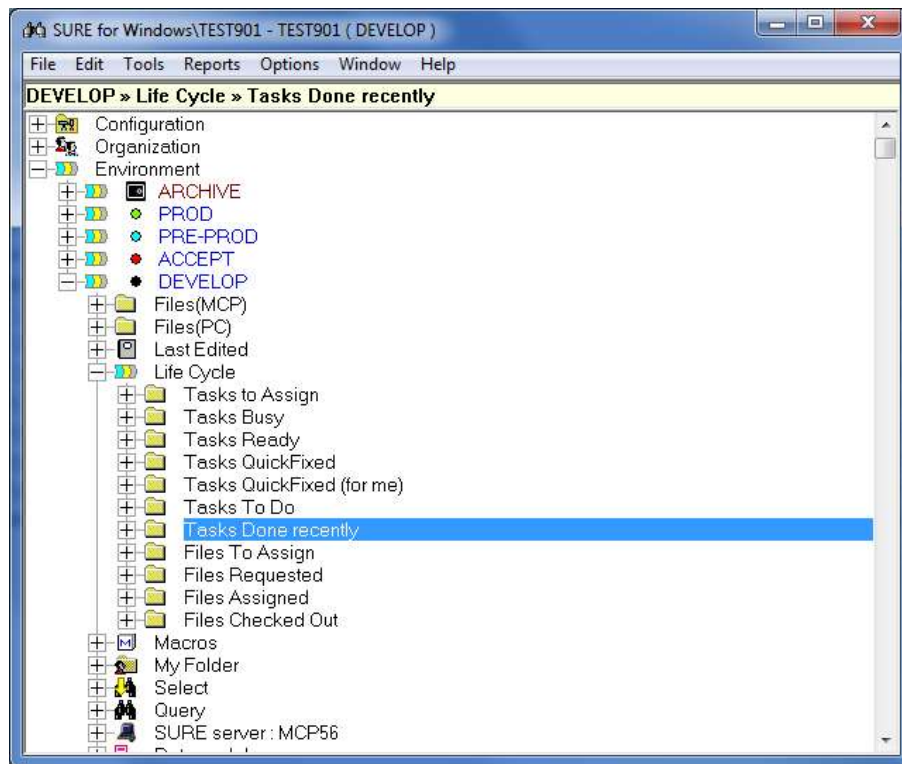 SURE for Windows\TEST901 - TEST901 ( DEVELOP )
File Edit Tools Reports Options Window Help
DEVELOP » Life Cycle » Tasks Done recently
Configuration
Organization
Environment
ARCHIVE
PROD
PRE-PROD
ACCEPT
DEVELOP
Files(MCP)
Files(PC)
Last Edited
Life Cycle
Tasks to Assign
Tasks Busy
Tasks Ready
Tasks QuickFixed
Tasks QuickFixed (for me)
Tasks To Do
Tasks Done recently
Files To Assign
Files Requested
Files Assigned
Files Checked Out
Macros
My Folder
Select
Query
SURE server : MCP56